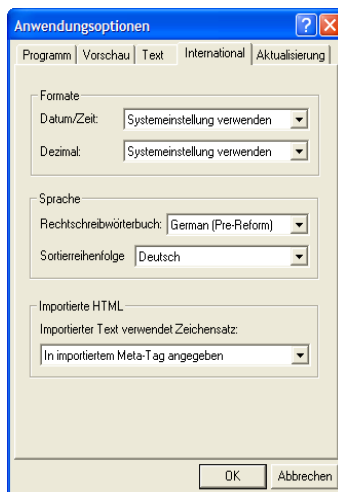 Anwendungsoptionen
Programm Vorschau Text International Aktualisierung
Formate
Datum/Zeit: Systemeinstellung verwenden
Dezimal: Systemeinstellung verwenden
Sprache
Rechtschreibwörterbuch: German (Pre-Reform)
Sortierreihenfolge Deutsch
Importierte HTML
Importierter Text verwendet Zeichensatz:
In importiertem Meta-Tag angegeben
OK Abbrechen